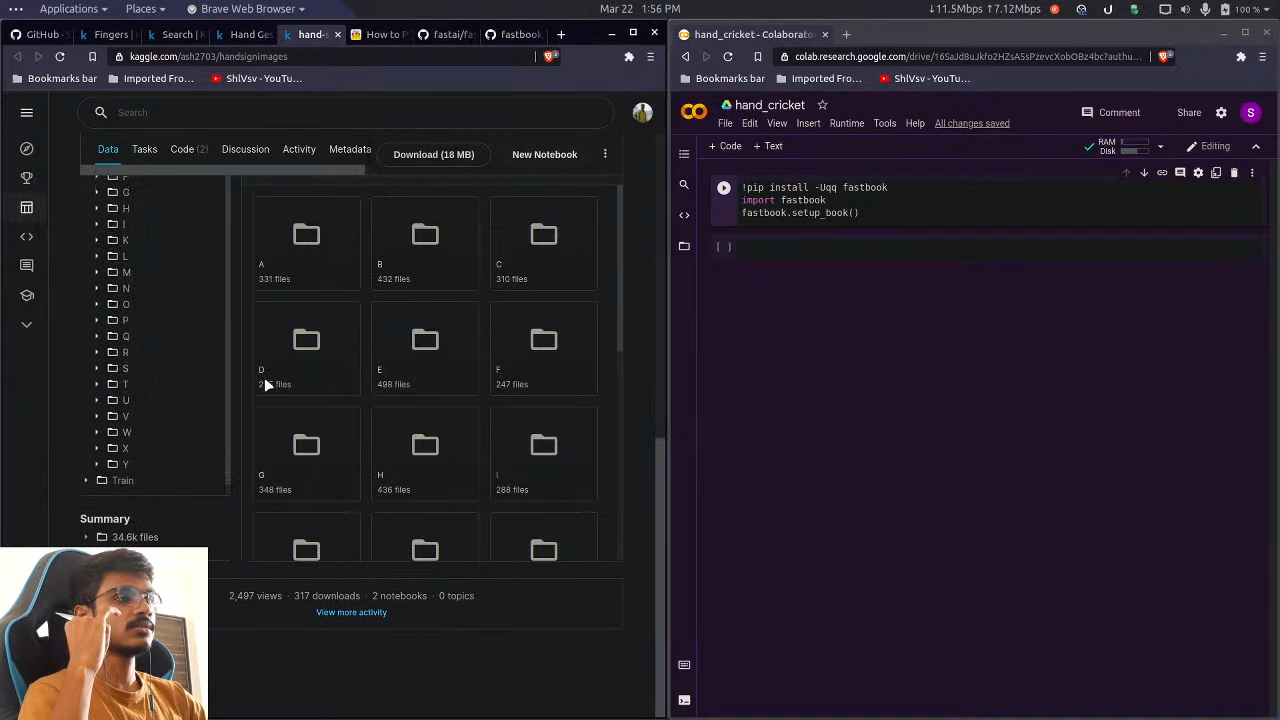 Applications
Places
Brave Web Browser
Mar 22 1:56 PM
↓11.5Mbps ↑7.12Mbps
100 %
GitHub -
Fingers |
Search |
Hand Ges
hand-s
How to P
fastai/fas
fastbook
kaggle.com/ash2703/handsignimages
Bookmarks bar
Imported Fro...
ShlVsv - YouTu...
Search
Data
Tasks
Code (2)
Discussion
Activity
Metadata
Download (18 MB)
New Notebook
F
G
H
I
K
L
M
N
O
P
Q
R
S
T
U
V
W
X
Y
Train
Summary
34.6k files
A
331 files
B
432 files
C
310 files
D
files
E
498 files
F
247 files
G
348 files
H
436 files
I
288 files
2,497 views · 317 downloads · 2 notebooks · 0 topics
View more activity
hand_cricket - Colaborato
colab.research.google.com/drive/16SaJd8uJkfo2HZsA5sPzevcXobOBz4bc?authu...
Bookmarks bar
Imported Fro...
ShlVsv - YouTu...
hand_cricket
Comment
Share
S
File
Edit
View
Insert
Runtime
Tools
Help
All changes saved
+ Code
+ Text
RAM
Disk
Editing
!pip install -Uqq fastbook
import fastbook
fastbook.setup_book()
[ ]